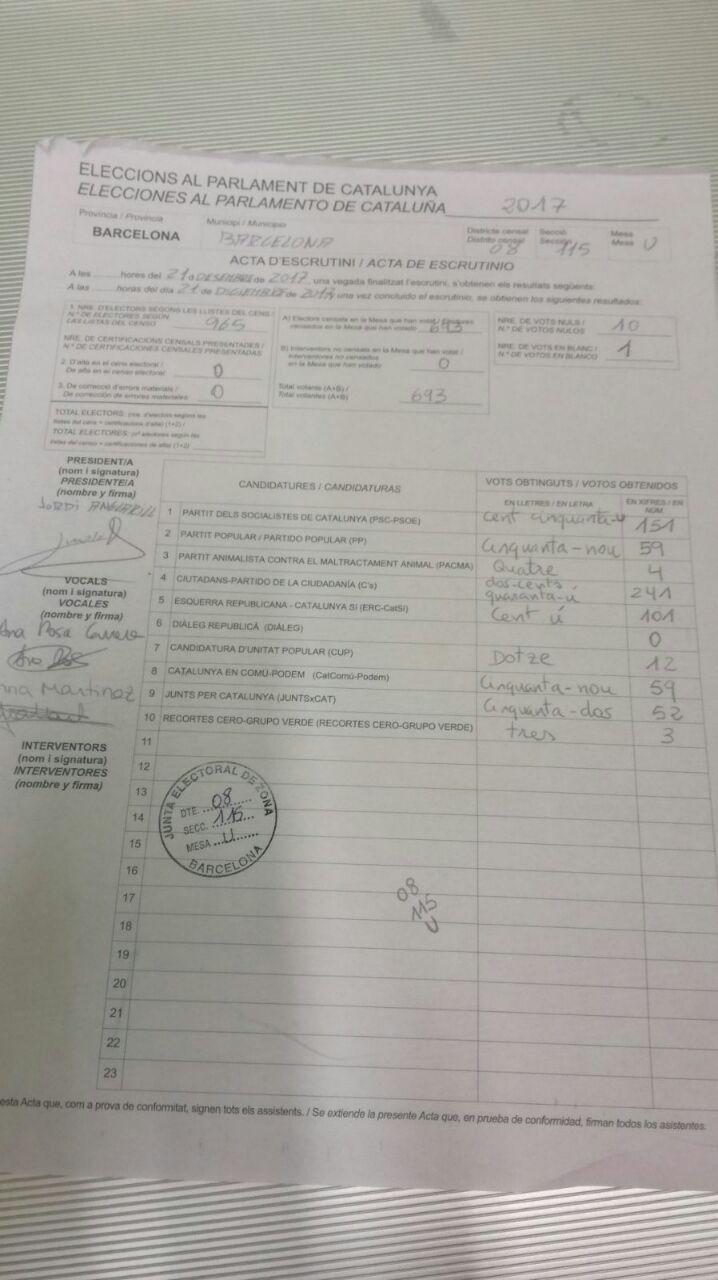 ELECCIONS AL PARLAMENT DE CATALUNYA
ELECCIONES AL PARLAMENTO DE CATALUÑA 2017
Província / Provincia
BARCELONA
Municipi / Municipio
BARCELONA
Districte censal
Distrito censal 08
Secció
Sección 115
Mesa
Mesa U
ACTA D'ESCRUTINI / ACTA DE ESCRUTINIO
A les ......... hores del 21 d DESEMBRE de 2017, una vegada finalitzat l'escrutini, s'obtenen els resultats següents:
A las ......... horas del día 21 de DICIEMBRE de 2017, una vez concluido el escrutinio, se obtienen los siguientes resultados:
1. NRE. D'ELECTORS SEGONS LES LLISTES DEL CENS /
N.º DE ELECTORES SEGÚN
LAS LISTAS DEL CENSO 965
NRE. DE CERTIFICACIONS CENSALS PRESENTADES /
N.º DE CERTIFICACIONES CENSALES PRESENTADAS
2. D'alta en el cens electoral /
De alta en el censo electoral 0
3. De correcció d'errors materials /
De corrección de errores materiales 0
TOTAL ELECTORS: (nre. d'electors segons les
llistes del cens + certificacions d'alta) (1+2) /
TOTAL ELECTORES: (nº electores según las
listas del censo + certificaciones de alta) (1+2)
A) Electors censats en la Mesa que han votat / Electores
censados en la Mesa que han votado 693
B) Interventors no censats en la Mesa que han votat /
Interventores no censados
en la Mesa que han votado 0
Total votants (A+B) /
Total votantes (A+B) 693
NRE. DE VOTS NULS /
N.º DE VOTOS NULOS 10
NRE. DE VOTS EN BLANC /
N.º DE VOTOS EN BLANCO 1
PRESIDENT/A
(nom i signatura)
PRESIDENTE/A
(nombre y firma)
JORDI
VOCALS
(nom i signatura)
VOCALES
(nombre y firma)
Ana Rosa
Martinez
INTERVENTORS
(nom i signatura)
INTERVENTORES
(nombre y firma)
CANDIDATURES / CANDIDATURAS
VOTS OBTINGUTS / VOTOS OBTENIDOS
EN LLETRES / EN LETRA
EN XIFRES / EN NÚM.
1 PARTIT DELS SOCIALISTES DE CATALUNYA (PSC-PSOE) cent cinquanta-u 151
2 PARTIT POPULAR / PARTIDO POPULAR (PP) cinquanta-nou 59
3 PARTIT ANIMALISTA CONTRA EL MALTRACTAMENT ANIMAL (PACMA) Quatre 4
4 CIUTADANS-PARTIDO DE LA CIUDADANÍA (C's) dos-cents quaranta-ú 241
5 ESQUERRA REPUBLICANA - CATALUNYA SÍ (ERC-CatSí) Cent ú 101
6 DIÀLEG REPUBLICÀ (DIÀLEG) 0
7 CANDIDATURA D'UNITAT POPULAR (CUP) Dotze 12
8 CATALUNYA EN COMÚ-PODEM (CatComú-Podem) Cinquanta-nou 59
9 JUNTS PER CATALUNYA (JUNTSxCAT) Cinquanta-dos 52
10 RECORTES CERO-GRUPO VERDE (RECORTES CERO-GRUPO VERDE) tres 3
11
12
13
14
15
16
17
18
19
20
21
22
23
JUNTA ELECTORAL DE ZONA
DTE. 08
SECC. 115
MESA U
BARCELONA
08
115
U
esta Acta que, com a prova de conformitat, signen tots els assistents. / Se extiende la presente Acta que, en prueba de conformidad, firman todos los asistentes.